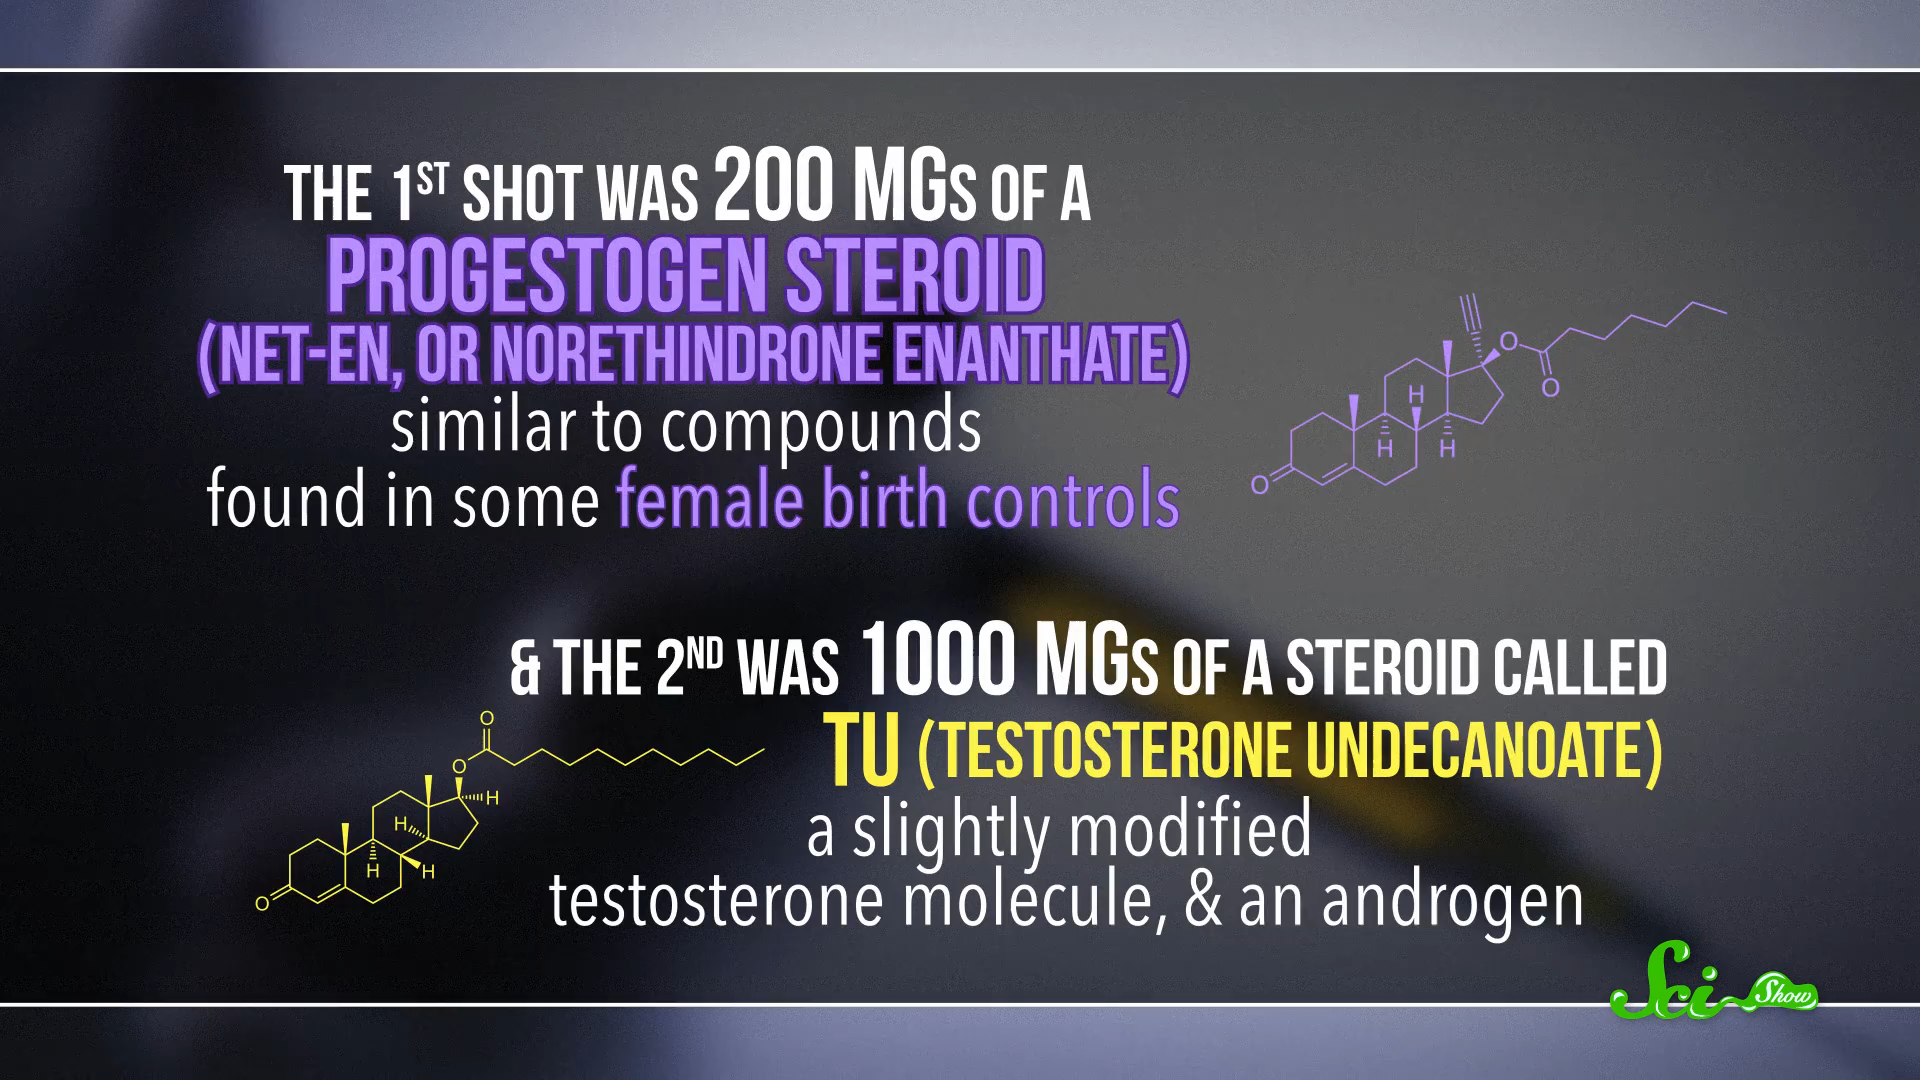 THE 1ST SHOT WAS 200 MGs OF A
PROGESTOGEN STEROID
(NET-EN, OR NORETHINDRONE ENANTHATE)
similar to compounds
found in some female birth controls
O
O
H
H
H
O
& THE 2ND WAS 1000 MGs OF A STEROID CALLED
TU (TESTOSTERONE UNDECANOATE)
a slightly modified
testosterone molecule, & an androgen
O
O
H
H
H
H
O
Sci Show